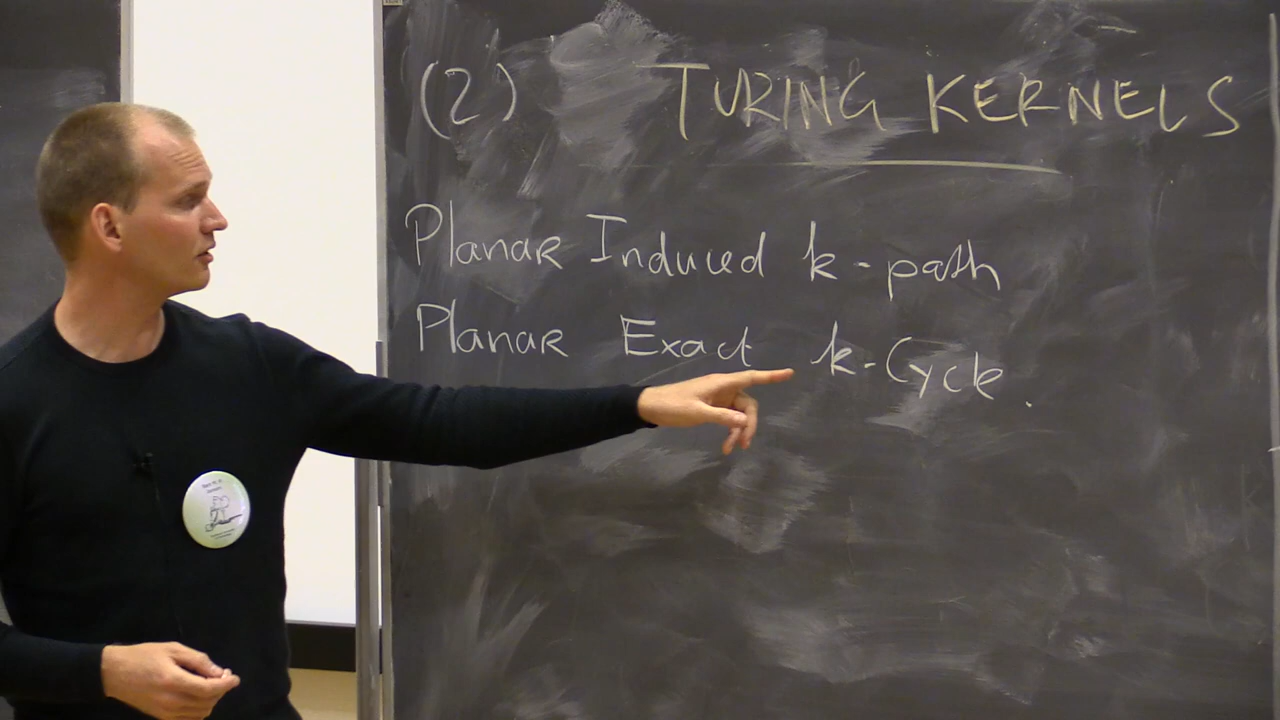 (2) TURING KERNELS
Planar Induced k-path
Planar Exact k-Cycle.